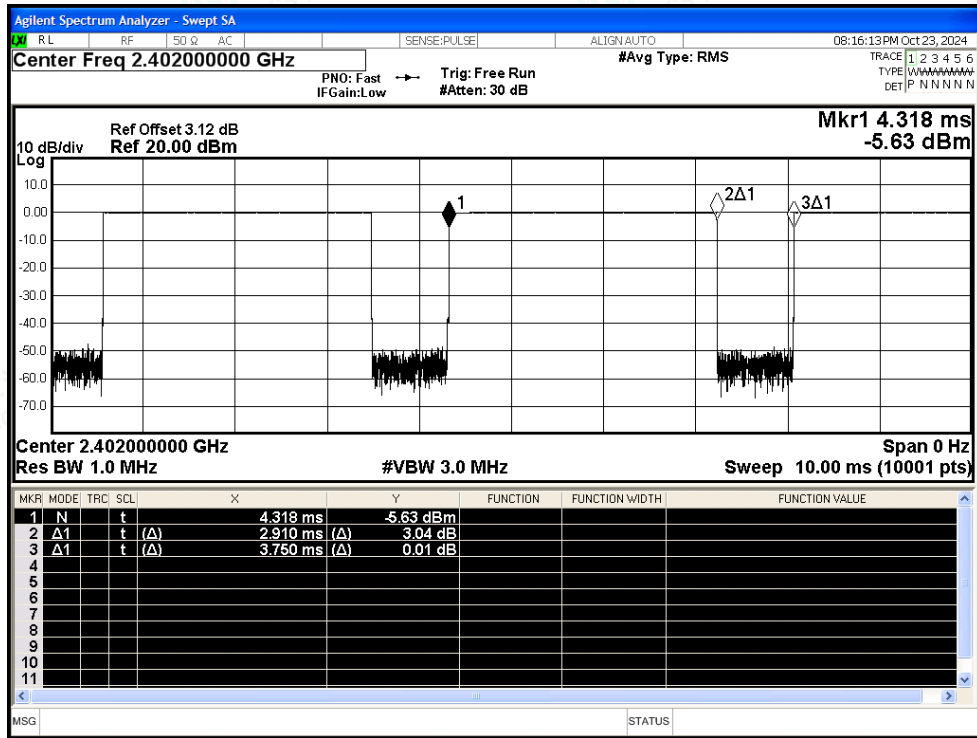 Agilent Spectrum Analyzer - Swept SA
LXI RL RF 50 Ω AC SENSE:PULSE ALIGN AUTO 08:16:13 PM Oct 23, 2024
Center Freq 2.402000000 GHz #Avg Type: RMS TRACE 1 2 3 4 5 6
PNO: Fast Trig: Free Run TYPE
IFGain:Low #Atten: 30 dB DET P N N N N N
Mkr1 4.318 ms
Ref Offset 3.12 dB
10 dB/div Ref 20.00 dBm -5.63 dBm
Log
10.0
0.00
-10.0
-20.0
-30.0
-40.0
-50.0
-60.0
-70.0
1
2Δ1
3Δ1
Center 2.402000000 GHz Span 0 Hz
Res BW 1.0 MHz #VBW 3.0 MHz Sweep 10.00 ms (10001 pts)
MKR MODE TRC SCL X Y FUNCTION FUNCTION WIDTH FUNCTION VALUE
1 N t 4.318 ms -5.63 dBm
2 Δ1 t (Δ) 2.910 ms (Δ) 3.04 dB
3 Δ1 t (Δ) 3.750 ms (Δ) 0.01 dB
4
5
6
7
8
9
10
11
MSG STATUS